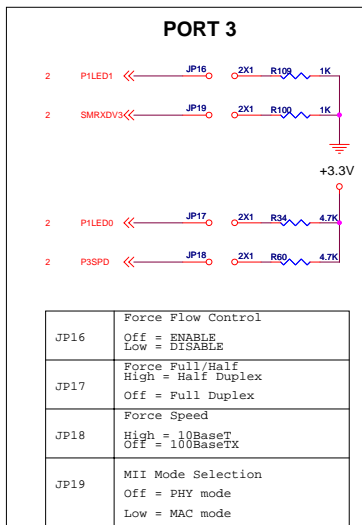 PORT 3
2 P1LED1 JP16 2X1 R109 1K
2 SMRXDV3 JP19 2X1 R100 1K
+3.3V
2 P1LED0 JP17 2X1 R34 4.7K
2 P3SPD JP18 2X1 R60 4.7K
JP16
Force Flow Control
Off = ENABLE
Low = DISABLE
JP17
Force Full/Half
High = Half Duplex
Off = Full Duplex
JP18
Force Speed
High = 10BaseT
Off = 100BaseTX
JP19
MII Mode Selection
Off = PHY mode
Low = MAC mode